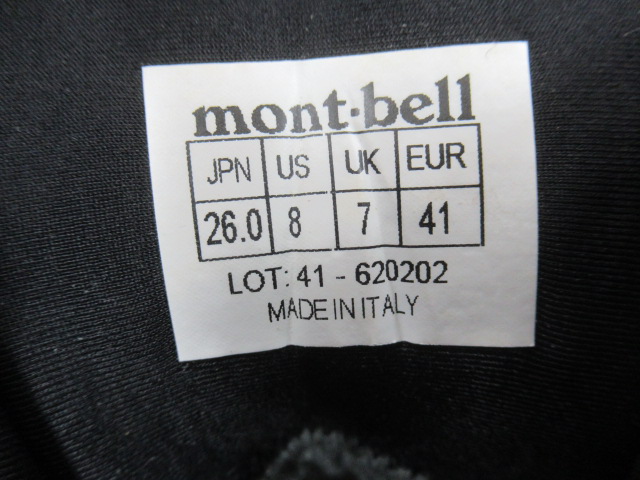 mont-bell
JPN US UK EUR
26.0 8 7 41
LOT: 41 - 620202
MADE IN ITALY